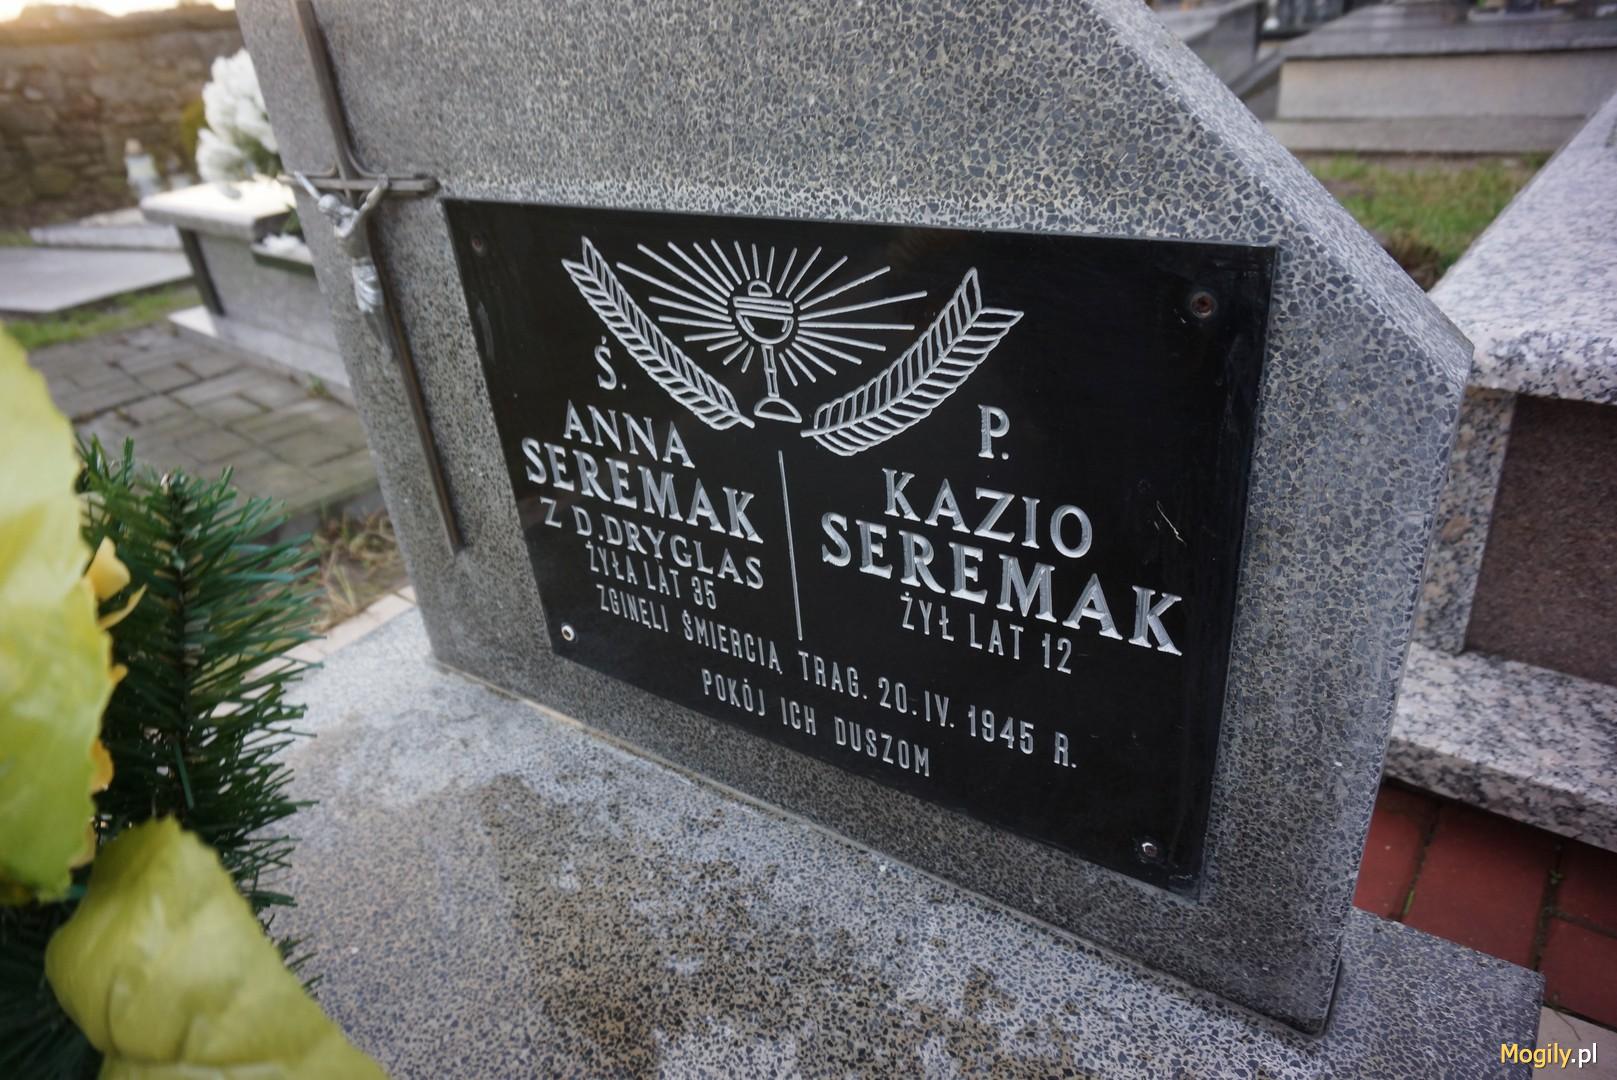 Ś. P.
ANNA
SEREMAK
Z D. DRYGLAS
ŻYŁA LAT 35
KAZIO
SEREMAK
ŻYŁ LAT 12
ZGINĘLI ŚMIERCIĄ TRAG. 20.IV. 1945 R.
POKÓJ ICH DUSZOM
Mogily.pl